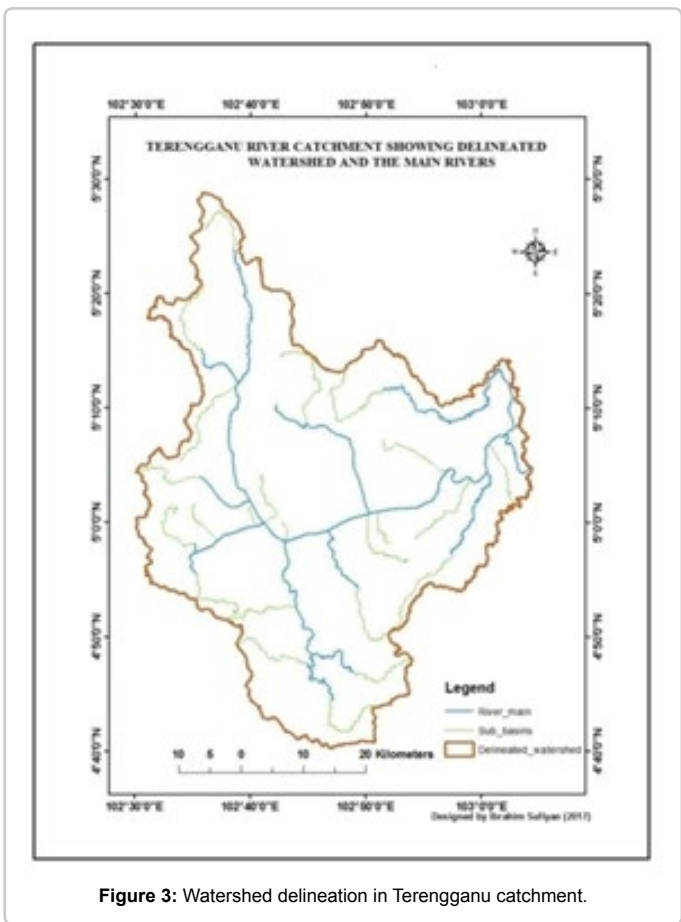 102°30'0"E 102°40'0"E 102°50'0"E 103°0'0"E
TERENGGANU RIVER CATCHMENT SHOWING DELINEATED
WATERSHED AND THE MAIN RIVERS
5°30'0"N 5°30'0"N
5°20'0"N 5°20'0"N
5°10'0"N 5°10'0"N
5°0'0"N 5°0'0"N
4°50'0"N 4°50'0"N
4°40'0"N 4°40'0"N
Legend
River_main
Sub_basins
Delineated_watershed
10 5 0 10 20 Kilometers
102°30'0"E 102°40'0"E 102°50'0"E 103°0'0"E
Designed by Ibrahim Sufiyan (2017)
Figure 3: Watershed delineation in Terengganu catchment.